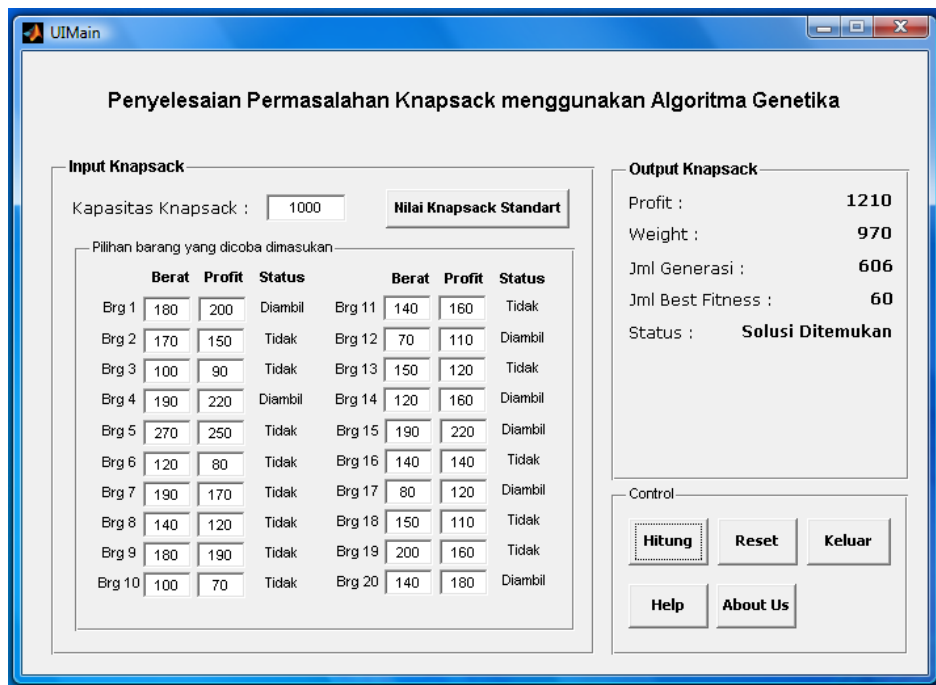 UIMain
Penyelesaian Permasalahan Knapsack menggunakan Algoritma Genetika
Input Knapsack
Kapasitas Knapsack : 1000 Nilai Knapsack Standart
Pilihan barang yang dicoba dimasukan
Berat Profit Status Berat Profit Status
Brg 1 180 200 Diambil Brg 11 140 160 Tidak
Brg 2 170 150 Tidak Brg 12 70 110 Diambil
Brg 3 100 90 Tidak Brg 13 150 120 Tidak
Brg 4 190 220 Diambil Brg 14 120 160 Diambil
Brg 5 270 250 Tidak Brg 15 190 220 Diambil
Brg 6 120 80 Tidak Brg 16 140 140 Tidak
Brg 7 190 170 Tidak Brg 17 80 120 Diambil
Brg 8 140 120 Tidak Brg 18 150 110 Tidak
Brg 9 180 190 Tidak Brg 19 200 160 Tidak
Brg 10 100 70 Tidak Brg 20 140 180 Diambil
Output Knapsack
Profit : 1210
Weight : 970
Jml Generasi : 606
Jml Best Fitness : 60
Status : Solusi Ditemukan
Control
Hitung Reset Keluar
Help About Us